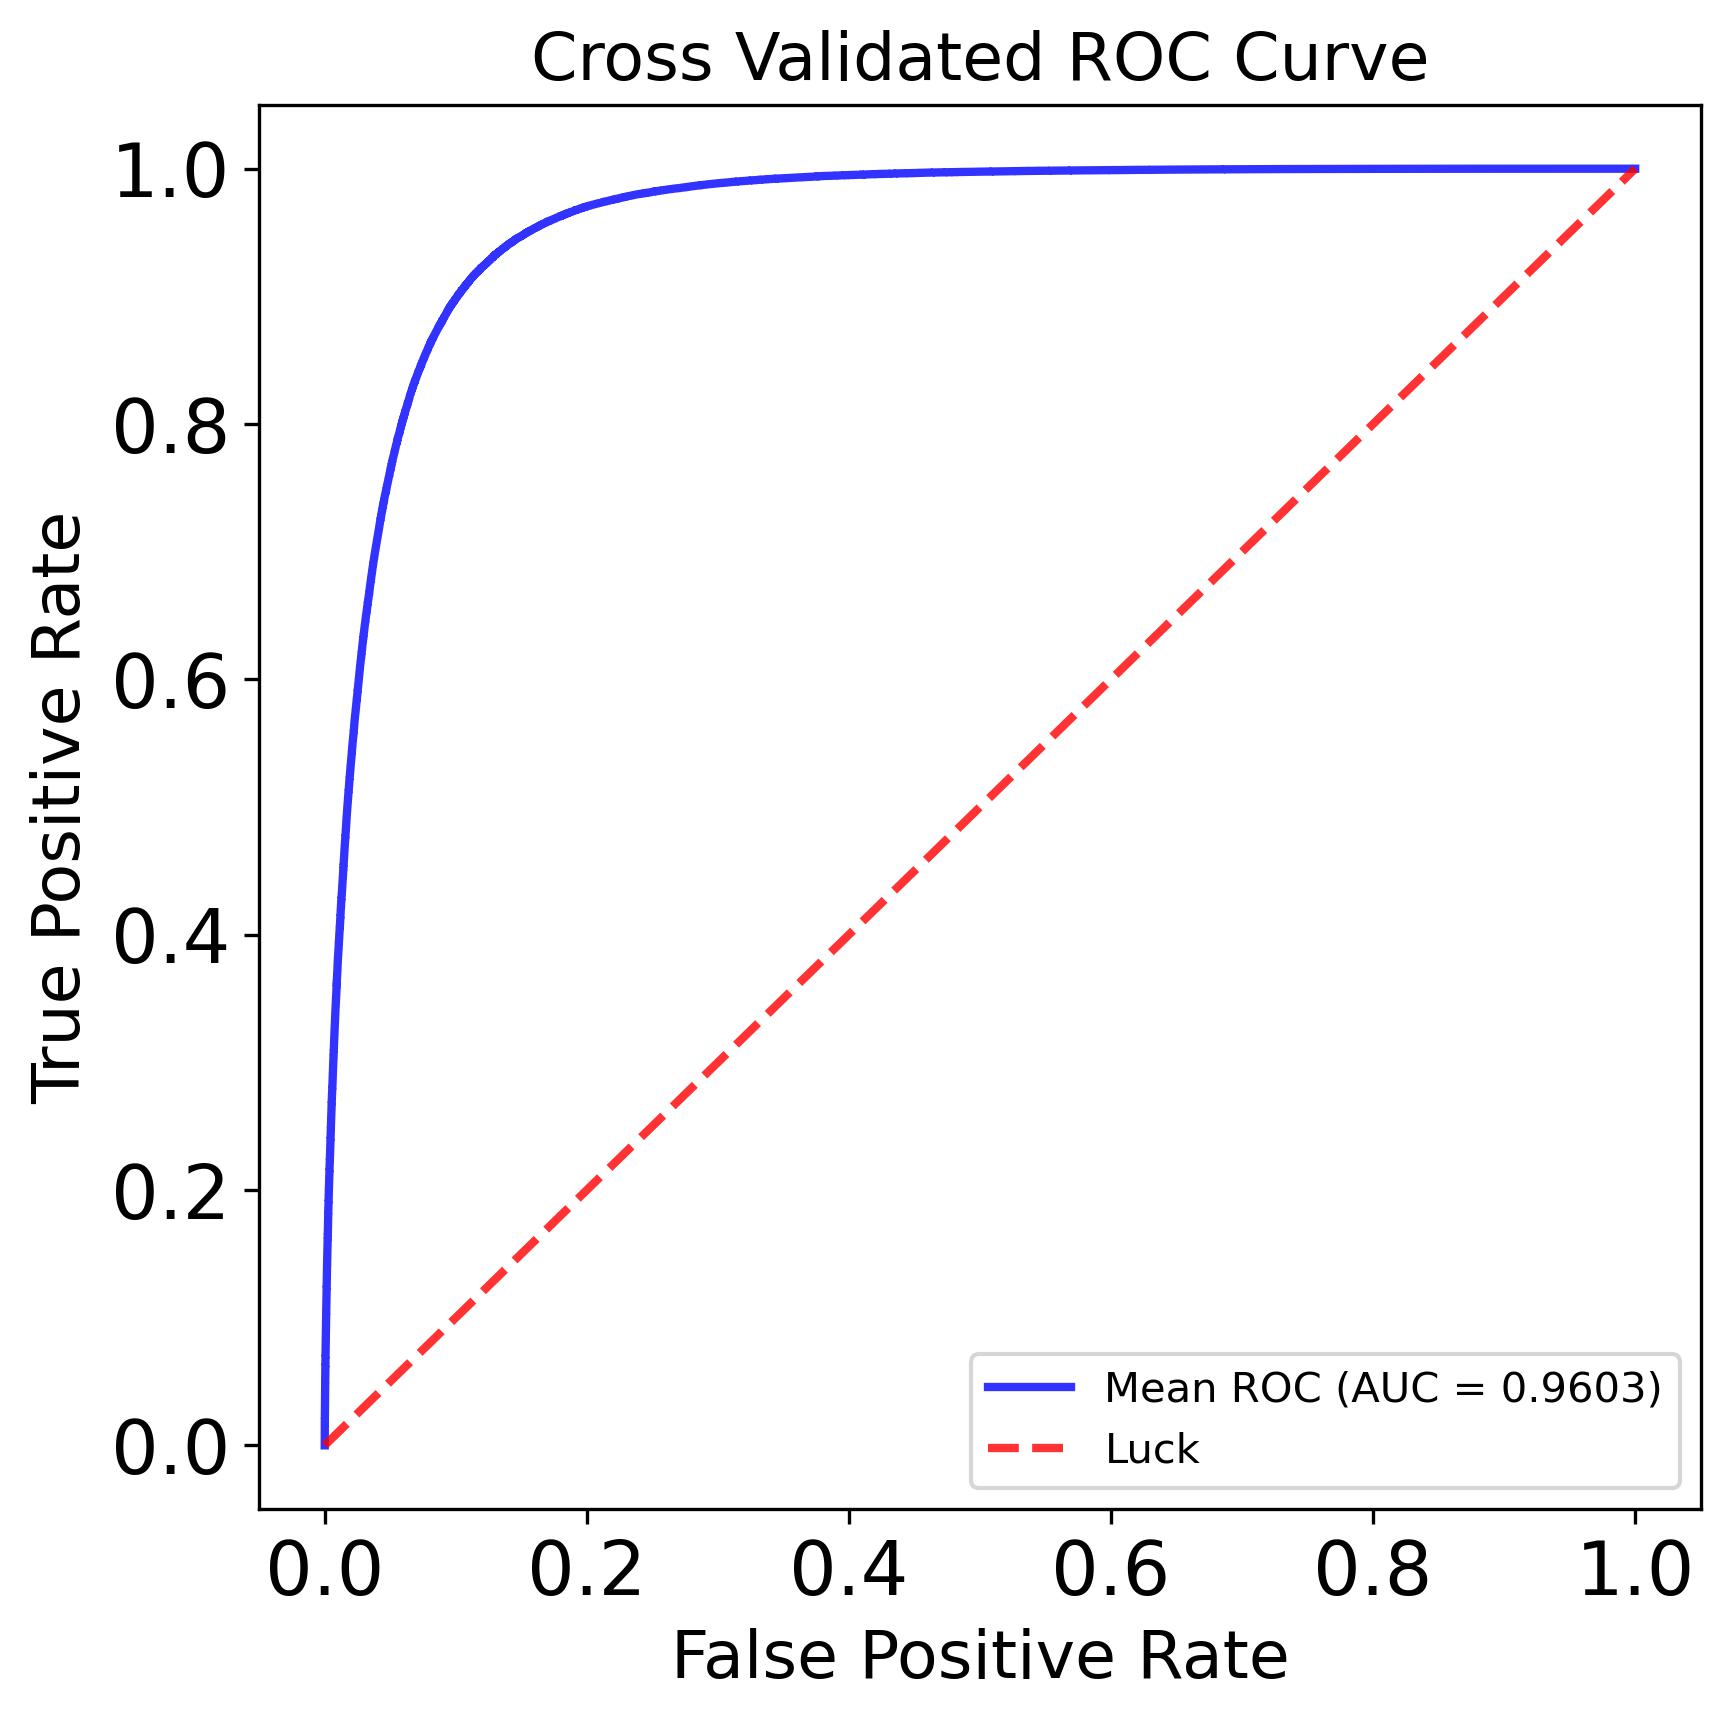 Cross Validated ROC Curve
1.0
0.8
0.6
0.4
0.2
0.0
True Positive Rate
Mean ROC (AUC = 0.9603)
Luck
0.0 0.2 0.4 0.6 0.8 1.0
False Positive Rate